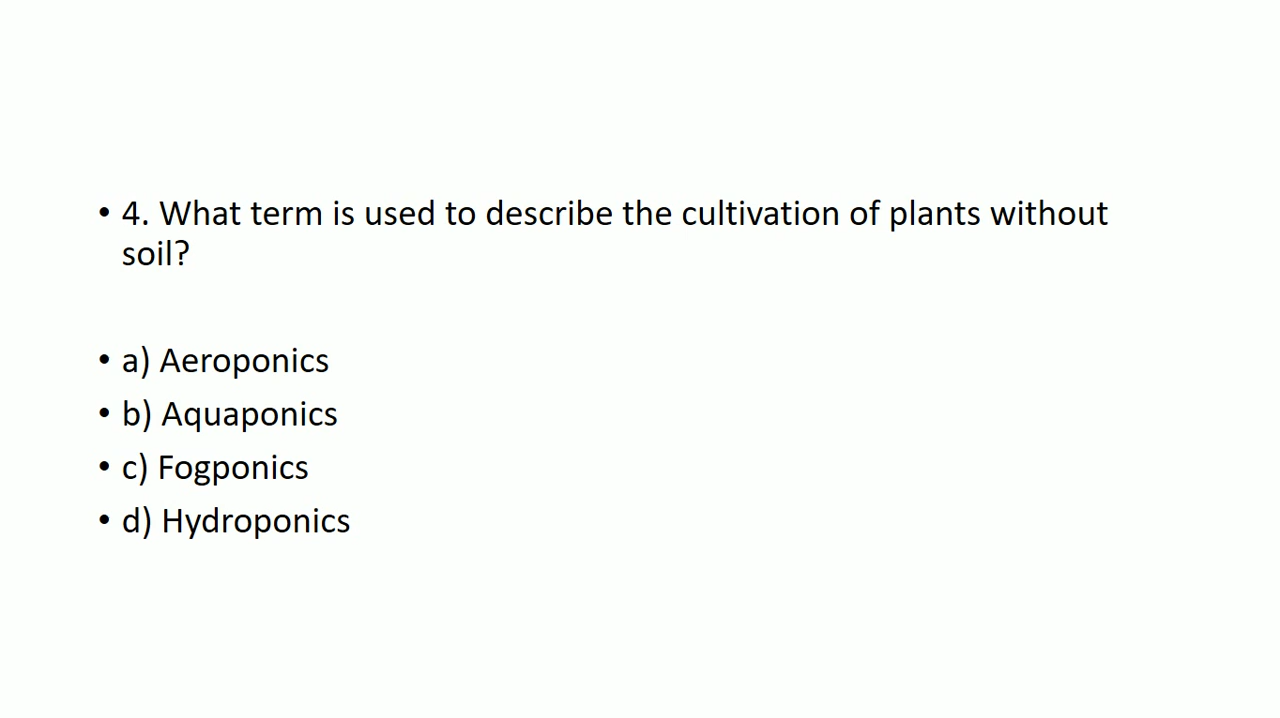 • 4. What term is used to describe the cultivation of plants without
soil?
• a) Aeroponics
• b) Aquaponics
• c) Fogponics
• d) Hydroponics